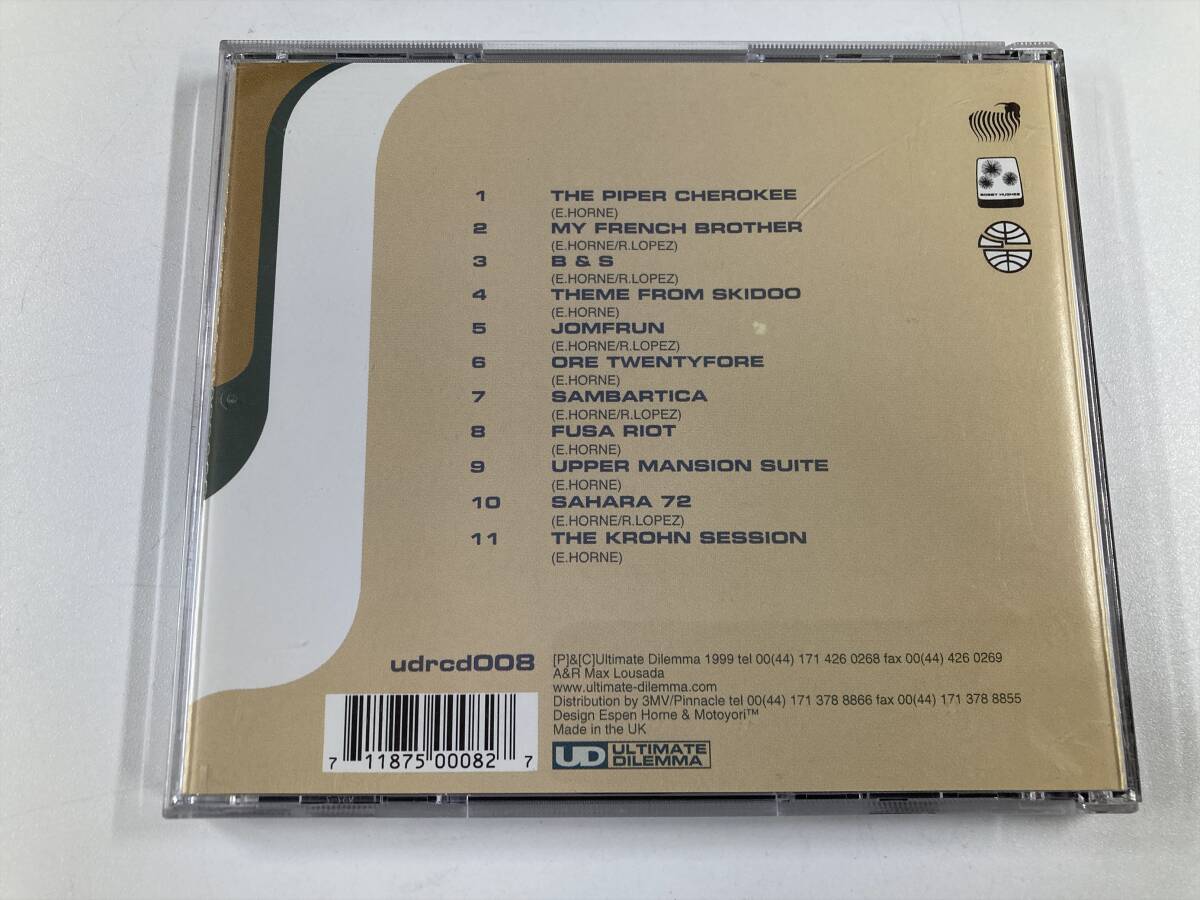 1 THE PIPER CHEROKEE
(E.HORNE)
2 MY FRENCH BROTHER
(E.HORNE/R.LOPEZ)
3 B & S
(E.HORNE/R.LOPEZ)
4 THEME FROM SKIDOO
(E.HORNE)
5 JOMFRUN
(E.HORNE/R.LOPEZ)
6 ORE TWENTYFORE
(E.HORNE)
7 SAMBARTICA
(E.HORNE/R.LOPEZ)
8 FUSA RIOT
(E.HORNE)
9 UPPER MANSION SUITE
(E.HORNE)
10 SAHARA 72
(E.HORNE/R.LOPEZ)
11 THE KROHN SESSION
(E.HORNE)
BOBBY HUGHES
udrcd008
[P]&[C]Ultimate Dilemma 1999 tel 00(44) 171 426 0268 fax 00(44) 426 0269
A&R Max Lousada
www.ultimate-dilemma.com
Distribution by 3MV/Pinnacle tel 00(44) 171 378 8866 fax 00(44) 171 378 8855
Design Espen Horne & Motoyori™
Made in the UK
UD ULTIMATE
DILEMMA
7 11875 00082 7